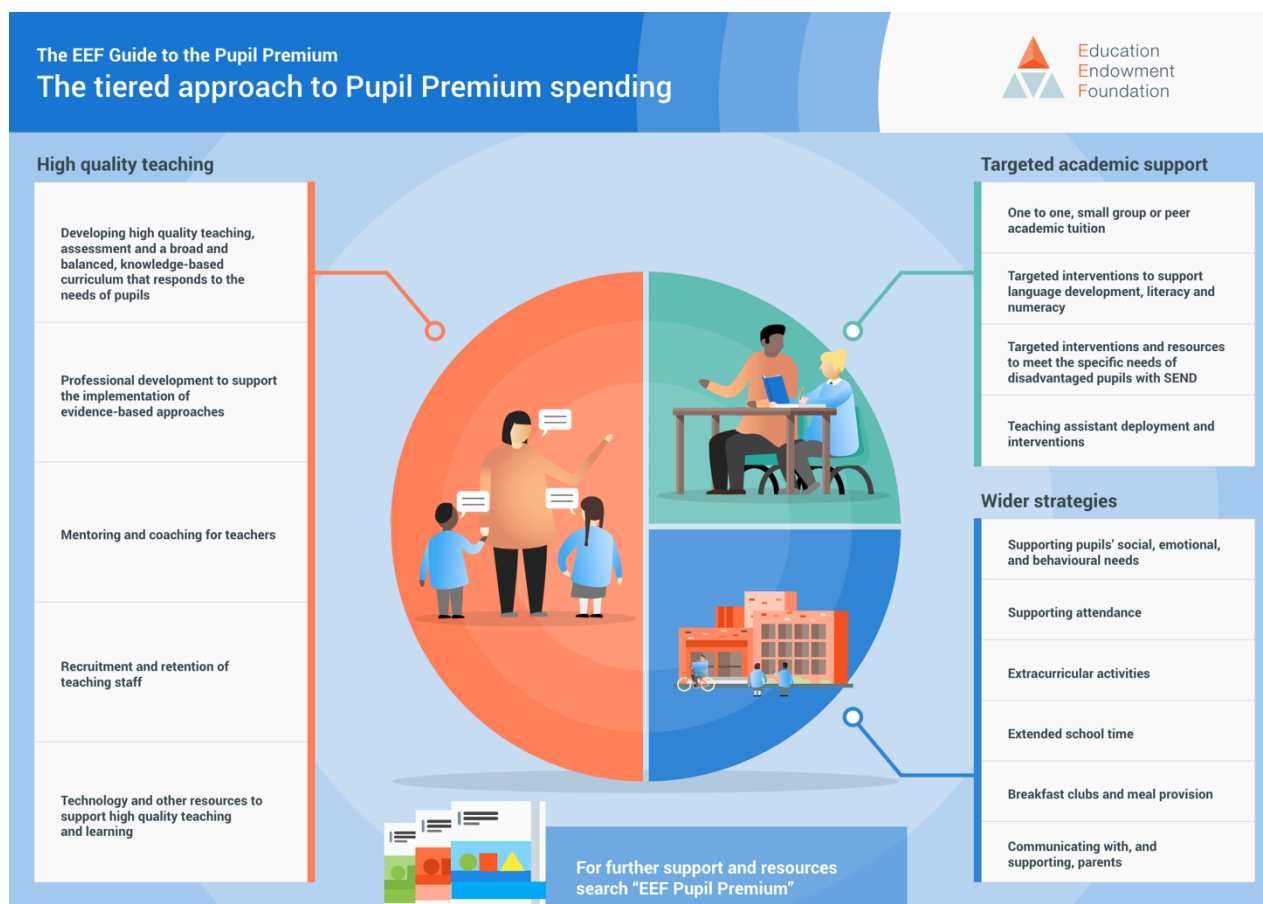 The EEF Guide to the Pupil Premium
The tiered approach to Pupil Premium spending
Education
Endowment
Foundation
High quality teaching
Developing high quality teaching,
assessment and a broad and
balanced, knowledge-based
curriculum that responds to the
needs of pupils
Professional development to support
the implementation of
evidence-based approaches
Mentoring and coaching for teachers
Recruitment and retention of
teaching staff
Technology and other resources to
support high quality teaching
and learning
Targeted academic support
One to one, small group or peer
academic tuition
Targeted interventions to support
language development, literacy and
numeracy
Targeted interventions and resources
to meet the specific needs of
disadvantaged pupils with SEND
Teaching assistant deployment and
interventions
Wider strategies
Supporting pupils’ social, emotional,
and behavioural needs
Supporting attendance
Extracurricular activities
Extended school time
Breakfast clubs and meal provision
Communicating with, and
supporting, parents
For further support and resources
search “EEF Pupil Premium”